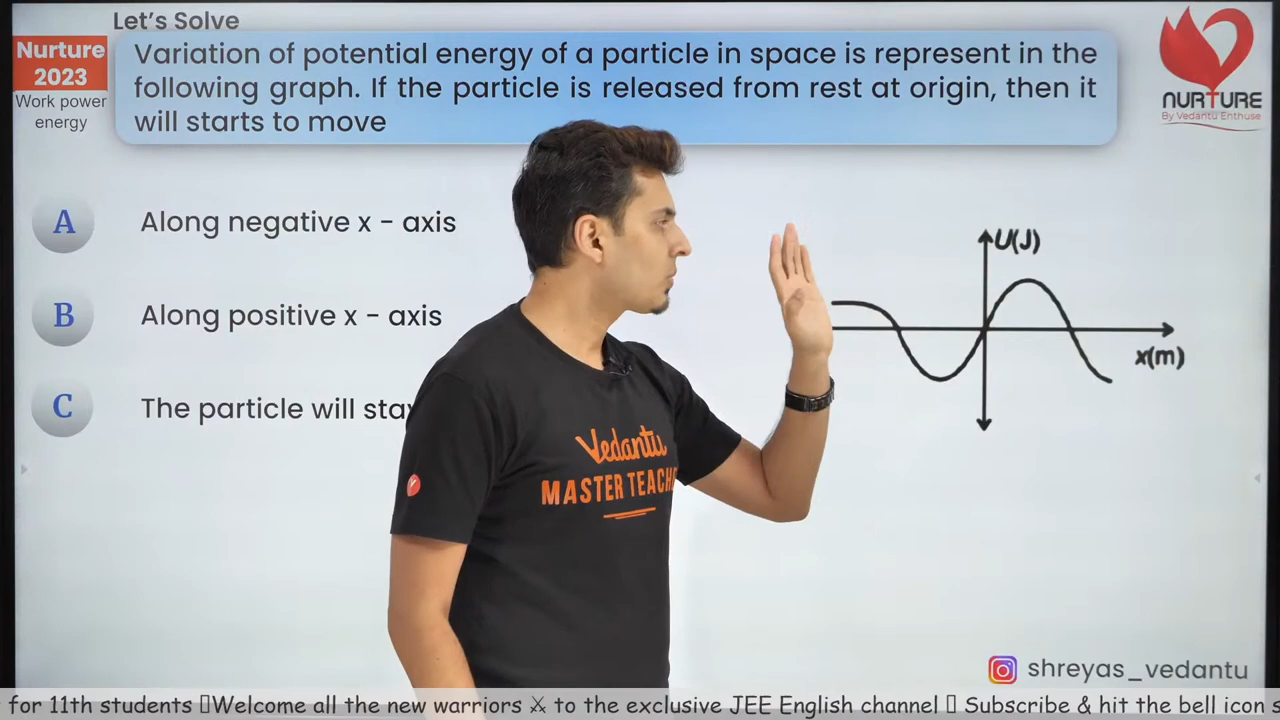 Let's Solve
Nurture
2023
Work power
energy
Variation of potential energy of a particle in space is represent in the
following graph. If the particle is released from rest at origin, then it
will starts to move
NURTURE
By Vedantu Enthuse
A Along negative x - axis
B Along positive x - axis
C The particle will stay
U(J)
x(m)
Vedantu
MASTER TEACH
shreyas_vedantu
for 11th students Welcome all the new warriors ⚔ to the exclusive JEE English channel Subscribe & hit the bell icon s